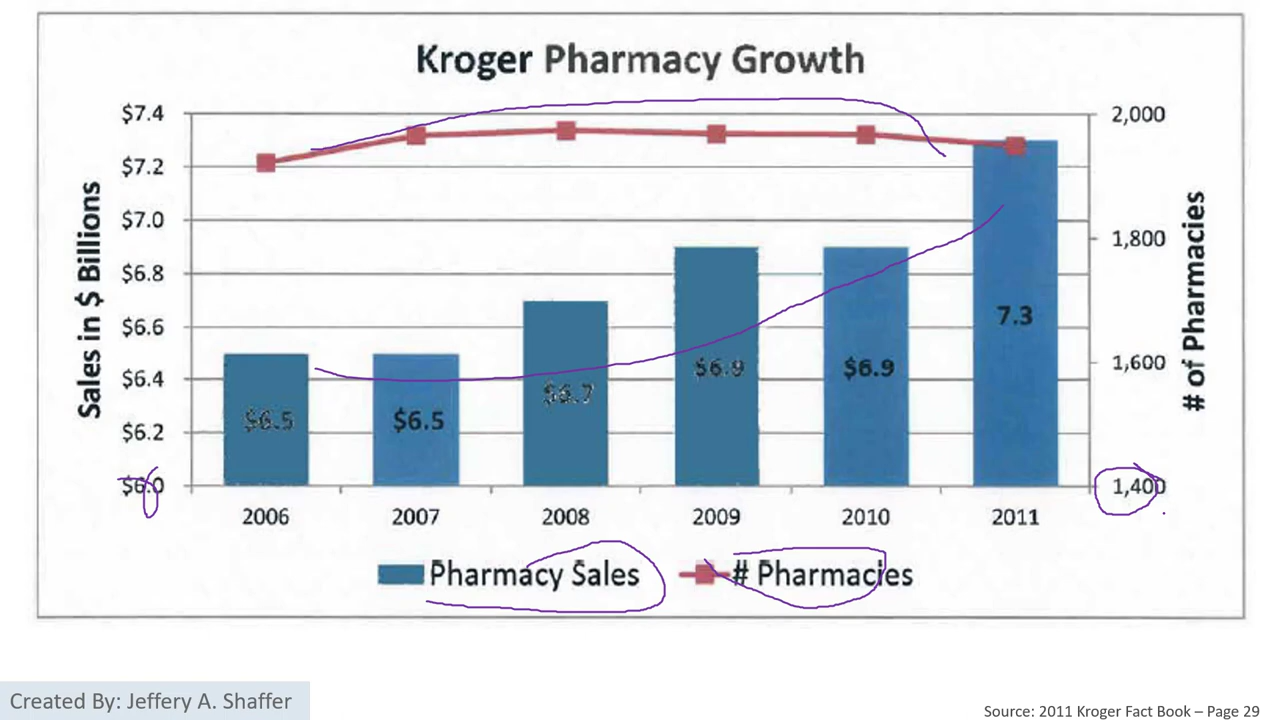 Kroger Pharmacy Growth
Sales in $ Billions
$7.4
$7.2
$7.0
$6.8
$6.6
$6.4
$6.2
$6.0
2,000
1,800
1,600
1,400
# of Pharmacies
$6.5
$6.5
$6.7
$6.9
$6.9
7.3
2006 2007 2008 2009 2010 2011
Pharmacy Sales # Pharmacies
Created By: Jeffery A. Shaffer
Source: 2011 Kroger Fact Book – Page 29